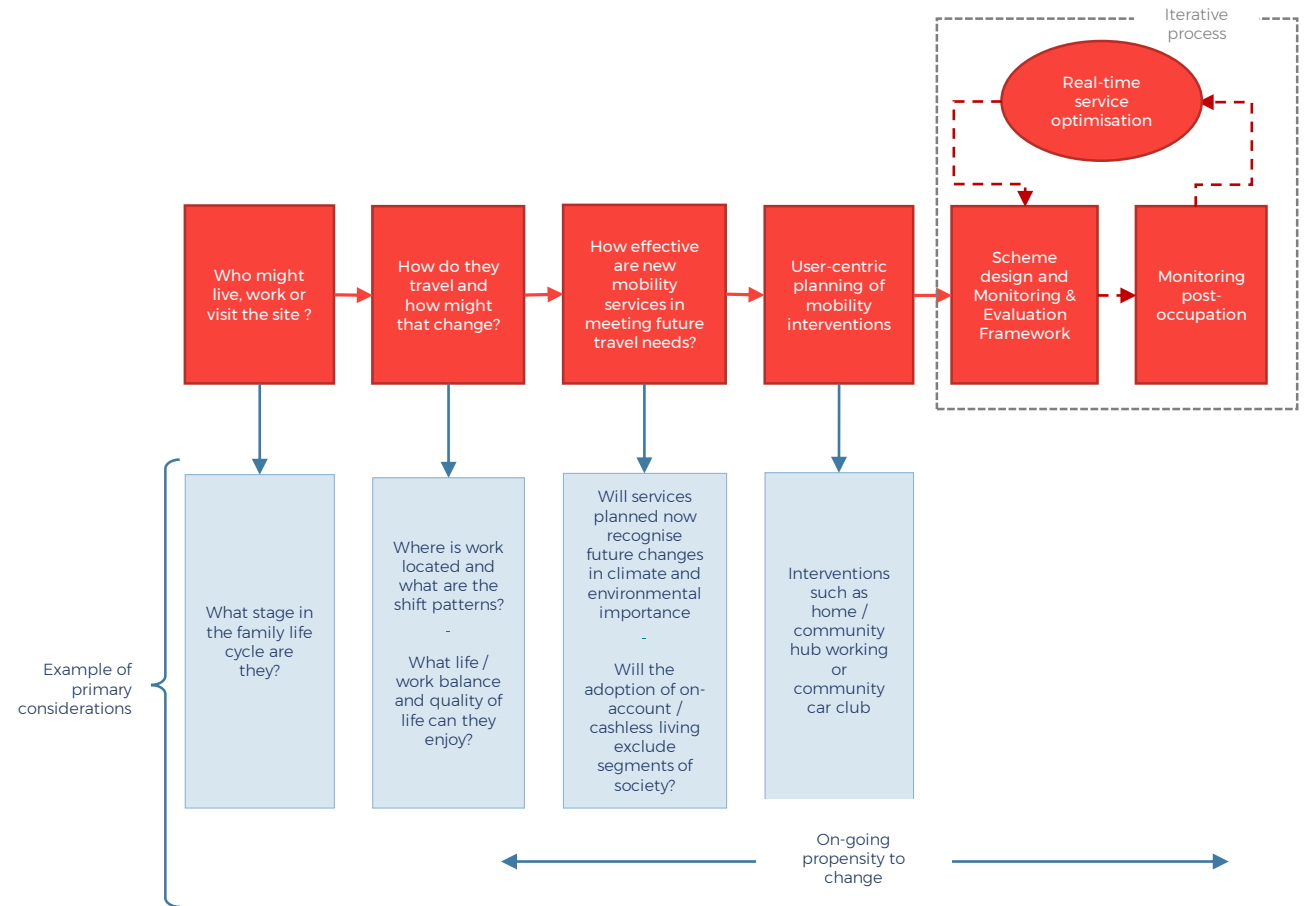 Iterative
process
Real-time
service
optimisation
Who might
live, work or
visit the site ?
How do they
travel and
how might
that change?
How effective
are new
mobility
services in
meeting future
travel needs?
User-centric
planning of
mobility
interventions
Scheme
design and
Monitoring &
Evaluation
Framework
Monitoring
post-
occupation
Example of
primary
considerations
What stage in
the family life
cycle are
they?
Where is work
located and
what are the
shift patterns?
-
What life /
work balance
and quality of
life can they
enjoy?
Will services
planned now
recognise
future changes
in climate and
environmental
importance
-
Will the
adoption of on-
account /
cashless living
exclude
segments of
society?
Interventions
such as
home /
community
hub working
or
community
car club
On-going
propensity to
change